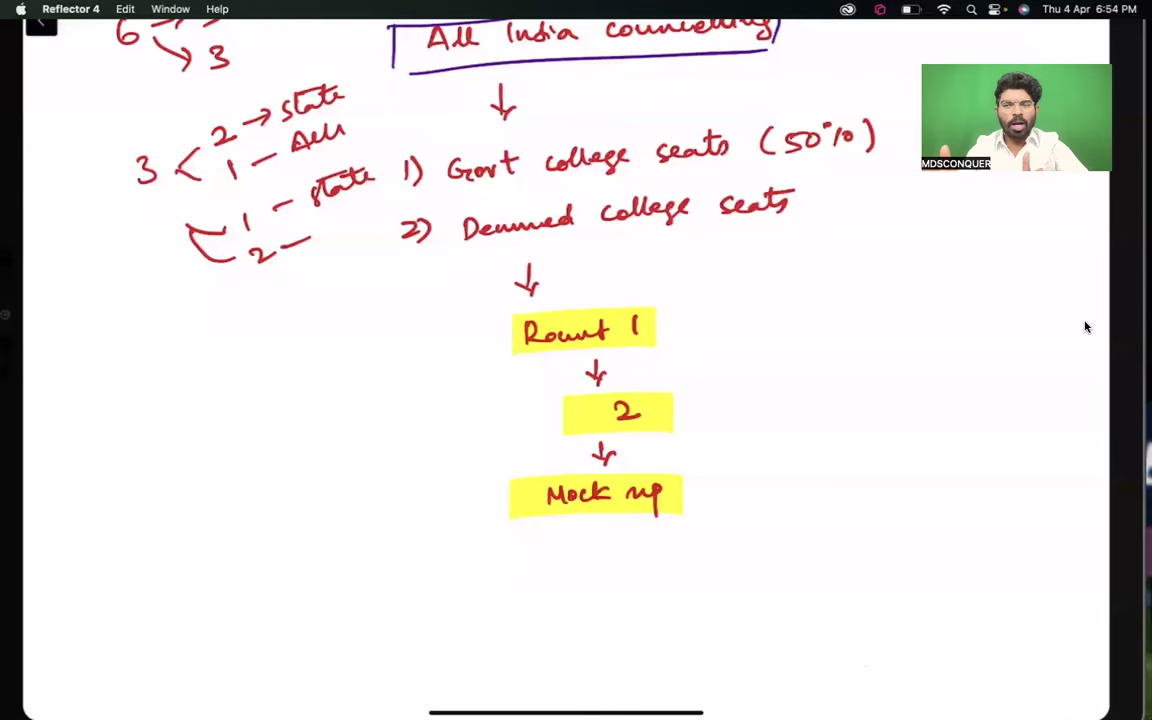 Reflector 4 Edit Window Help Thu 4 Apr 6:54 PM
6
3
All India counselling
2 → state
3 1 - AIII
1 - state
2 -
1) Govt college seats (50%)
2) Deemed college seats
Round 1
2
Mock up
MDSCONQUER